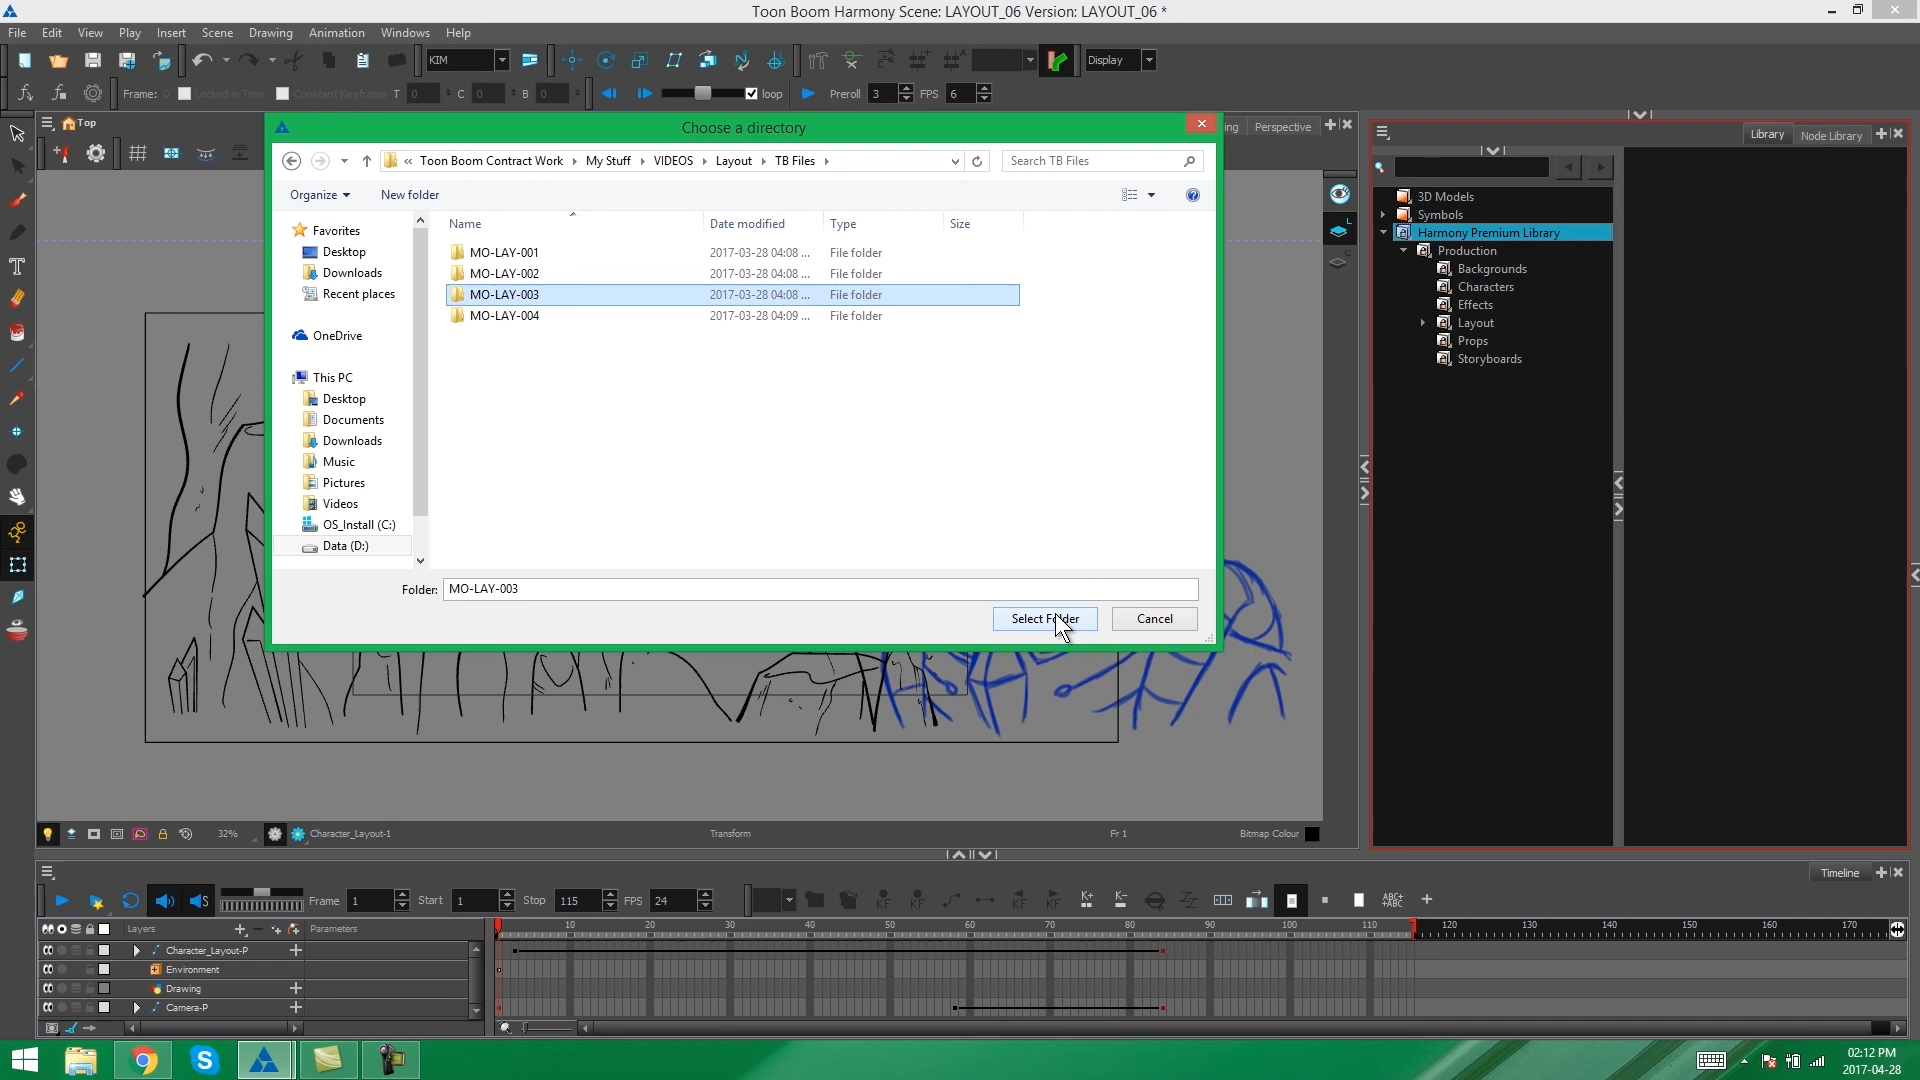 Toon Boom Harmony Scene: LAYOUT_06 Version: LAYOUT_06 *
File Edit View Play Insert Scene Drawing Animation Windows Help
KIM Display
Frame: 0 Locked in Time Constant Keyframe T 0 C 0 B 0 loop Preroll 3 FPS 6
Top
Choose a directory
Perspective
Library Node Library
« Toon Boom Contract Work My Stuff VIDEOS Layout TB Files
Search TB Files
Organize New folder
Name Date modified Type Size
Favorites
Desktop
Downloads
Recent places
OneDrive
This PC
Desktop
Documents
Downloads
Music
Pictures
Videos
OS_Install (C:)
Data (D:)
MO-LAY-001 2017-03-28 04:08 ... File folder
MO-LAY-002 2017-03-28 04:08 ... File folder
MO-LAY-003 2017-03-28 04:08 ... File folder
MO-LAY-004 2017-03-28 04:09 ... File folder
Folder: MO-LAY-003
Select Folder Cancel
3D Models
Symbols
Harmony Premium Library
Production
Backgrounds
Characters
Effects
Layout
Props
Storyboards
32% Character_Layout-1 Transform Fr 1 Bitmap Colour
Timeline
Frame 1 Start 1 Stop 115 FPS 24
Layers Parameters
10 20 30 40 50 60 70 80 90 100 110 120 130 140 150 160 170
Character_Layout-P
Environment
Drawing
Camera-P
02:12 PM
2017-04-28